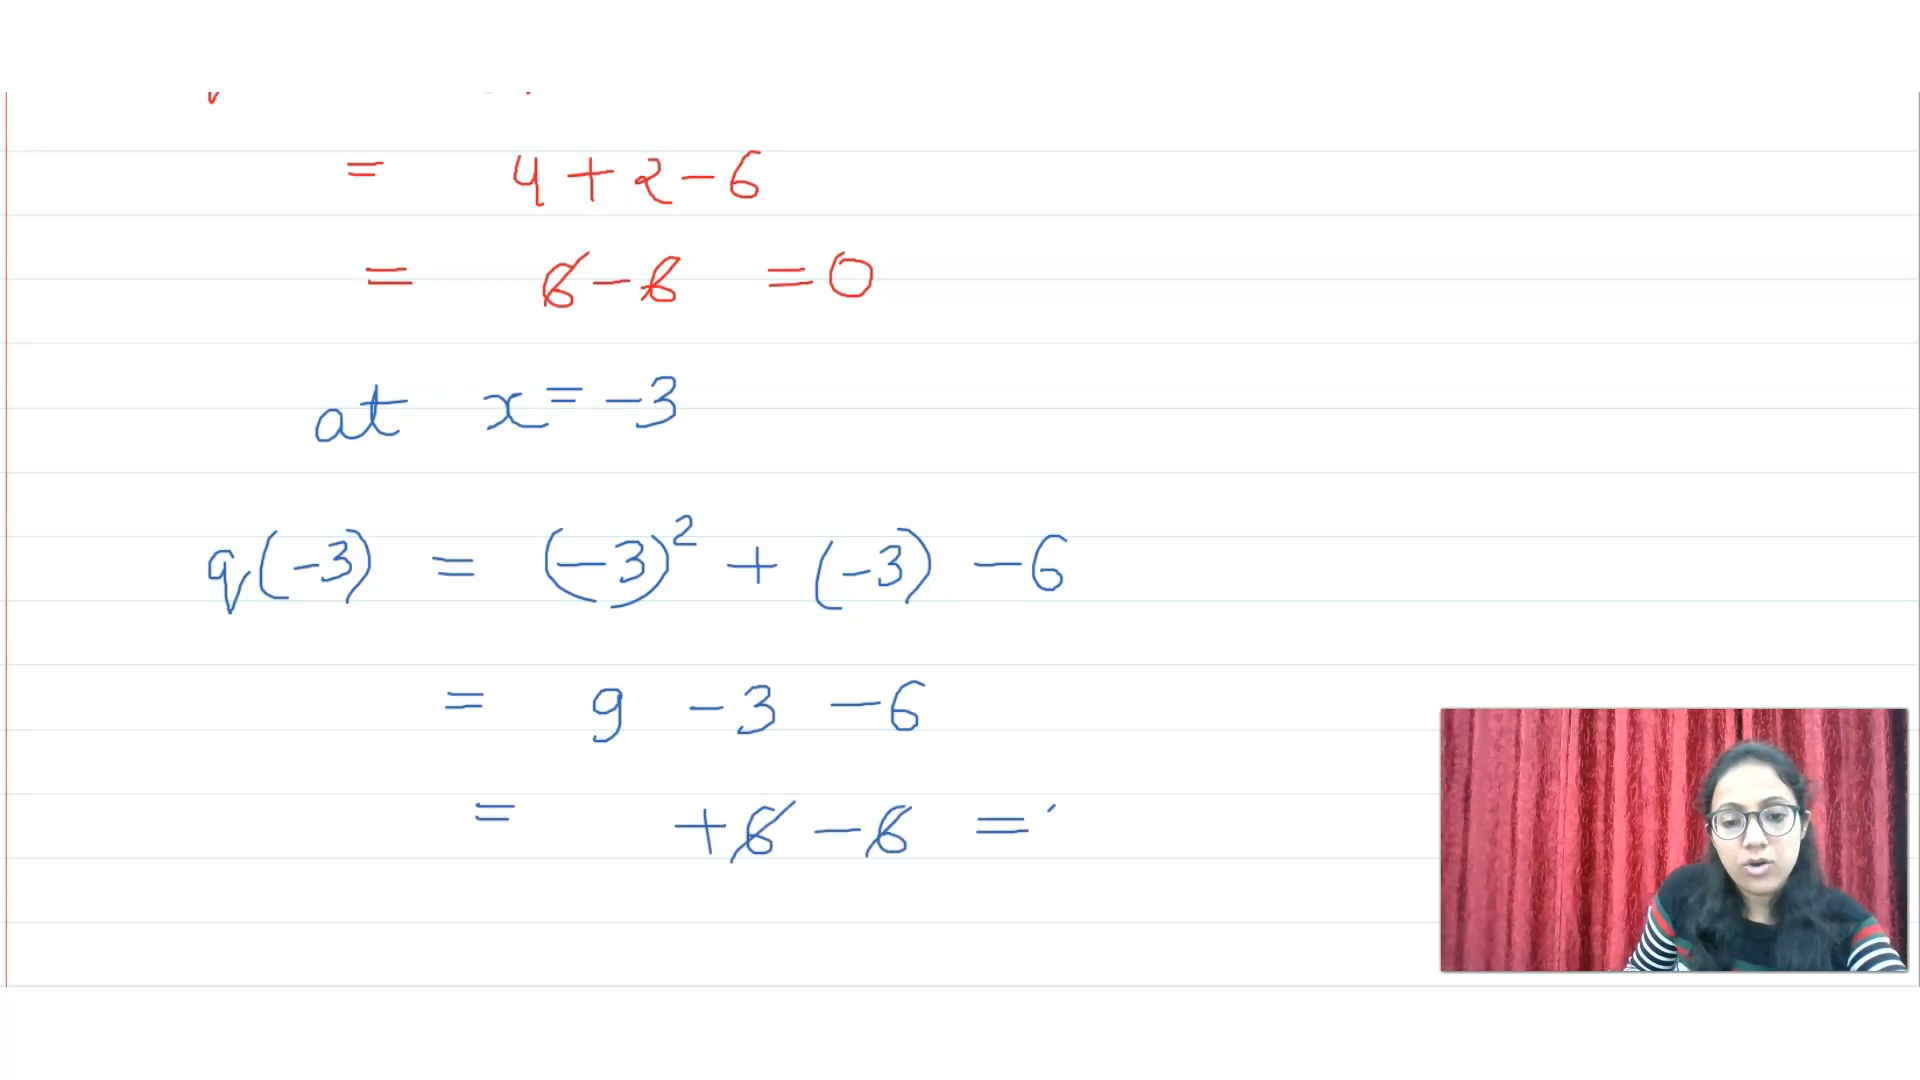 = 4 + 2 - 6
= 6 - 6 = 0
at x = -3
q(-3) = (-3)² + (-3) - 6
= 9 - 3 - 6
= + 6 - 6 =